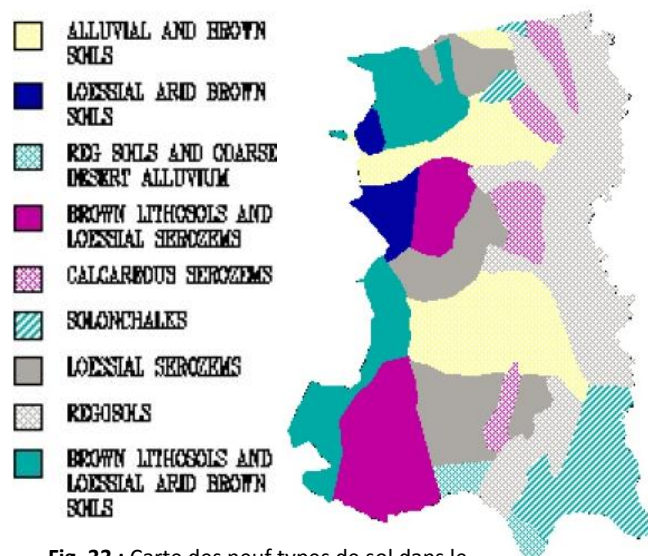 ALLUVIAL AND BROWN
SOILS
LOESSIAL ARID BROWN
SOILS
REG SOILS AND COARSE
DESERT ALLUVIUM
BROWN LITHOSOLS AND
LOESSIAL SEROZEMS
CALCAREOUS SEROZEMS
SOLONCHALKS
LOESSIAL SEROZEMS
REGOSOLS
BROWN LITHOSOLS AND
LOESSIAL ARID BROWN
SOILS
Fig. 22 : Carte des neuf types de sol dans le